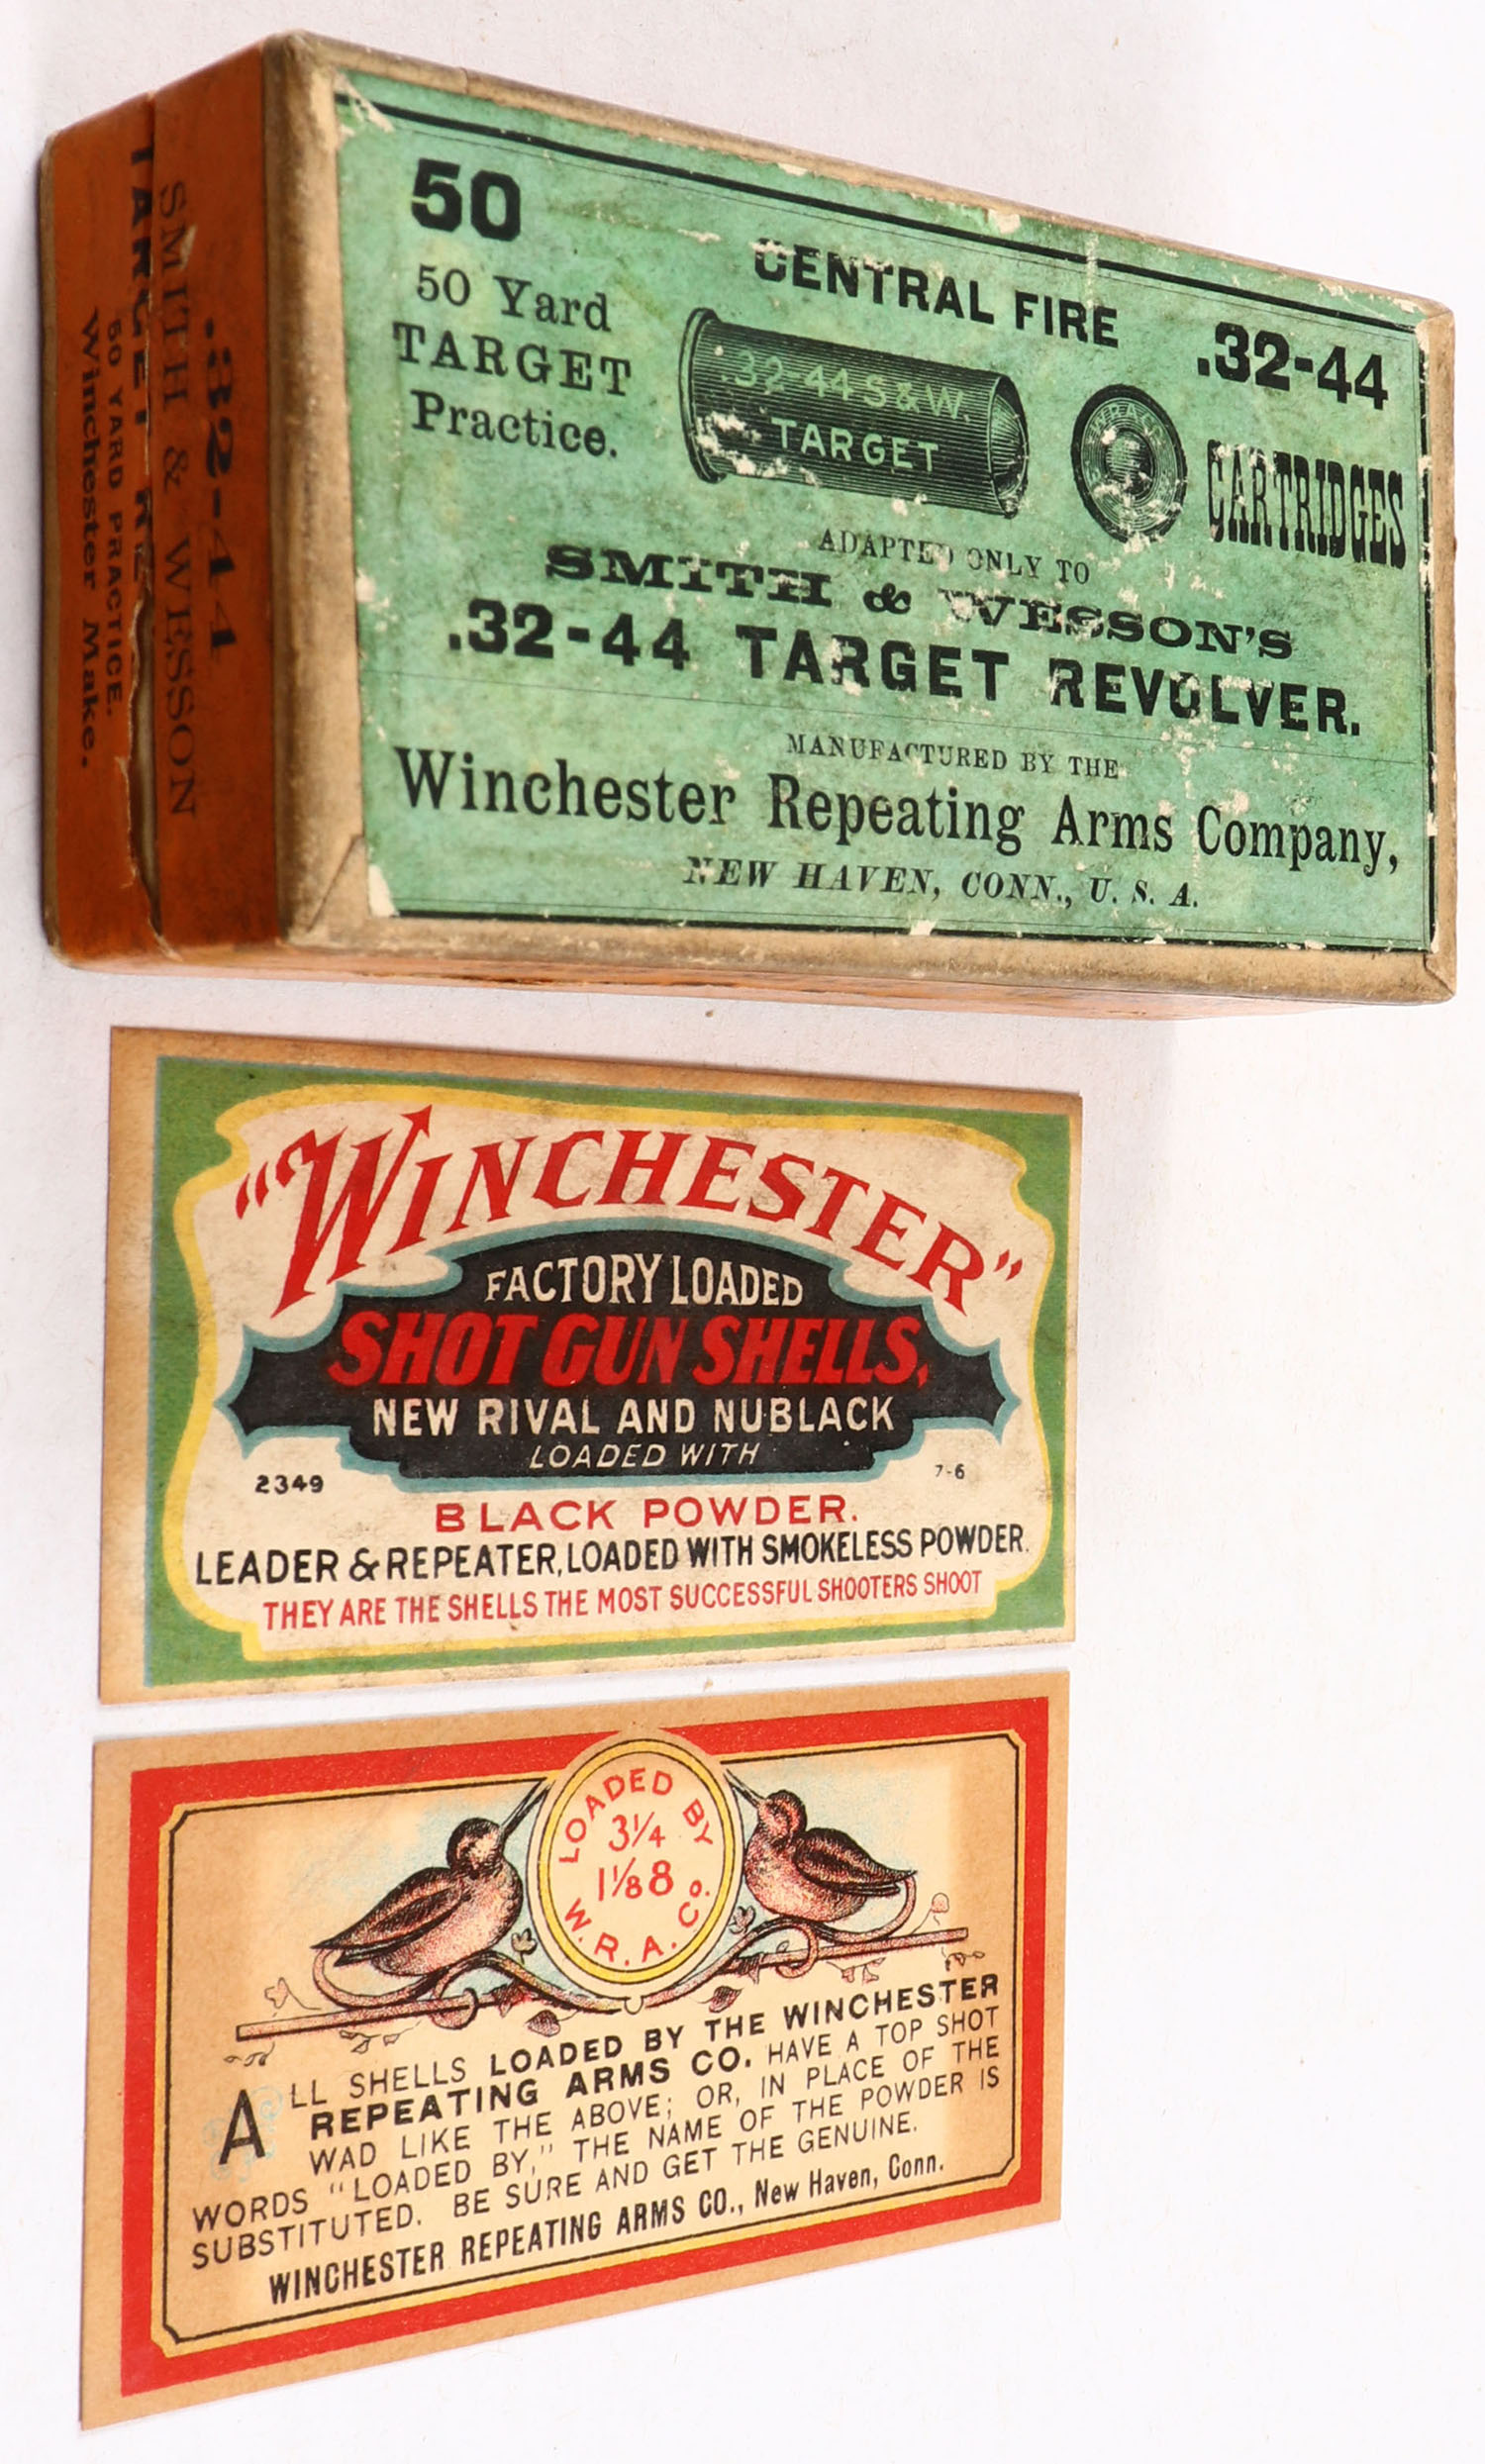 50
50 Yard
TARGET
Practice.
CENTRAL FIRE
.32-44 S&W.
TARGET
.32-44
CARTRIDGES
ADAPTED ONLY TO
SMITH & WESSON'S
.32-44 TARGET REVOLVER.
MANUFACTURED BY THE
Winchester Repeating Arms Company,
NEW HAVEN, CONN., U. S. A.
.32-44
SMITH & WESSON
TARGET
50 YARD PRACTICE.
Winchester Make.
"WINCHESTER"
FACTORY LOADED
SHOT GUN SHELLS,
NEW RIVAL AND NUBLACK
LOADED WITH
2349
7-6
BLACK POWDER.
LEADER & REPEATER, LOADED WITH SMOKELESS POWDER.
THEY ARE THE SHELLS THE MOST SUCCESSFUL SHOOTERS SHOOT
LOADED BY
3 1/4
1 1/8 8
W. R. A. Co.
ALL SHELLS LOADED BY THE WINCHESTER
REPEATING ARMS CO. HAVE A TOP SHOT
WAD LIKE THE ABOVE; OR, IN PLACE OF THE
WORDS "LOADED BY," THE NAME OF THE POWDER IS
SUBSTITUTED. BE SURE AND GET THE GENUINE.
WINCHESTER REPEATING ARMS CO., New Haven, Conn.